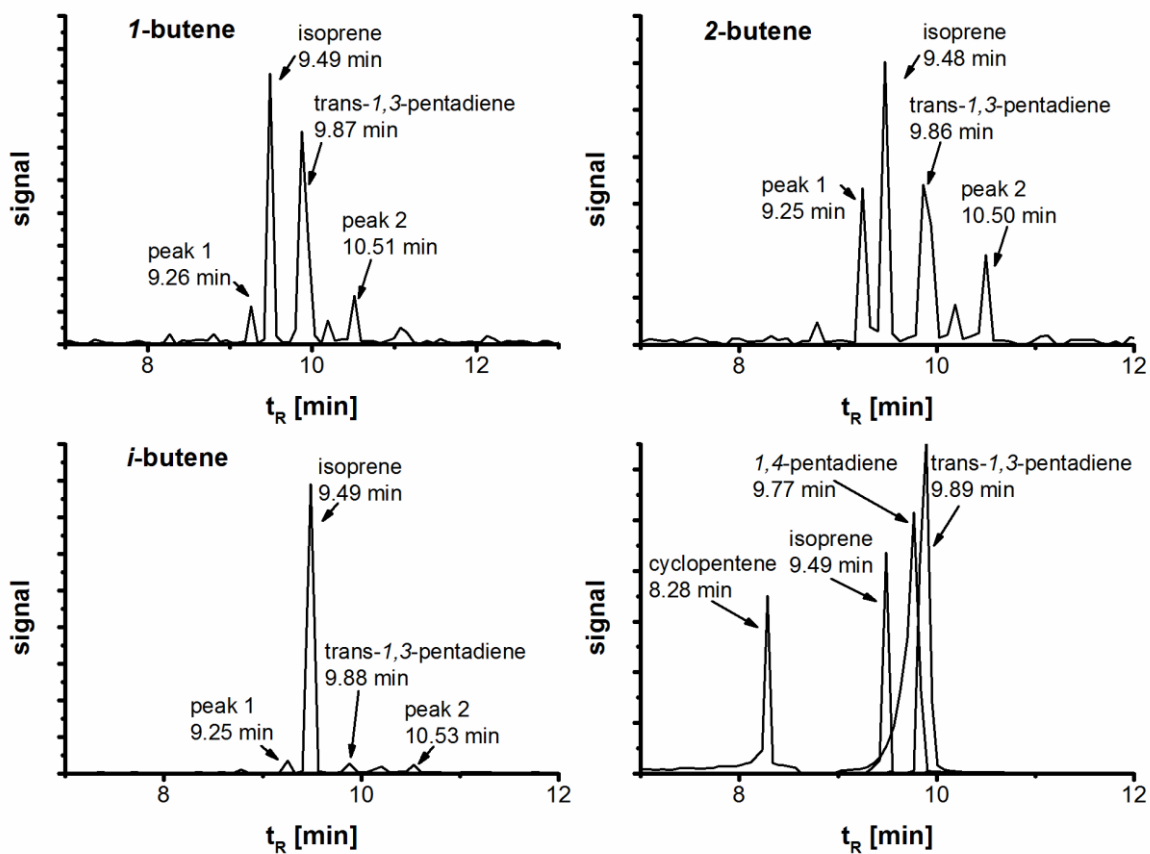 1-butene
isoprene
9.49 min
trans-1,3-pentadiene
9.87 min
peak 2
10.51 min
peak 1
9.26 min
signal
8
10
12
t_R [min]
2-butene
isoprene
9.48 min
trans-1,3-pentadiene
9.86 min
peak 1
9.25 min
peak 2
10.50 min
signal
8
10
12
t_R [min]
i-butene
isoprene
9.49 min
trans-1,3-pentadiene
9.88 min
peak 1
9.25 min
peak 2
10.53 min
signal
8
10
12
t_R [min]
1,4-pentadiene
9.77 min
trans-1,3-pentadiene
9.89 min
isoprene
9.49 min
cyclopentene
8.28 min
signal
8
10
12
t_R [min]